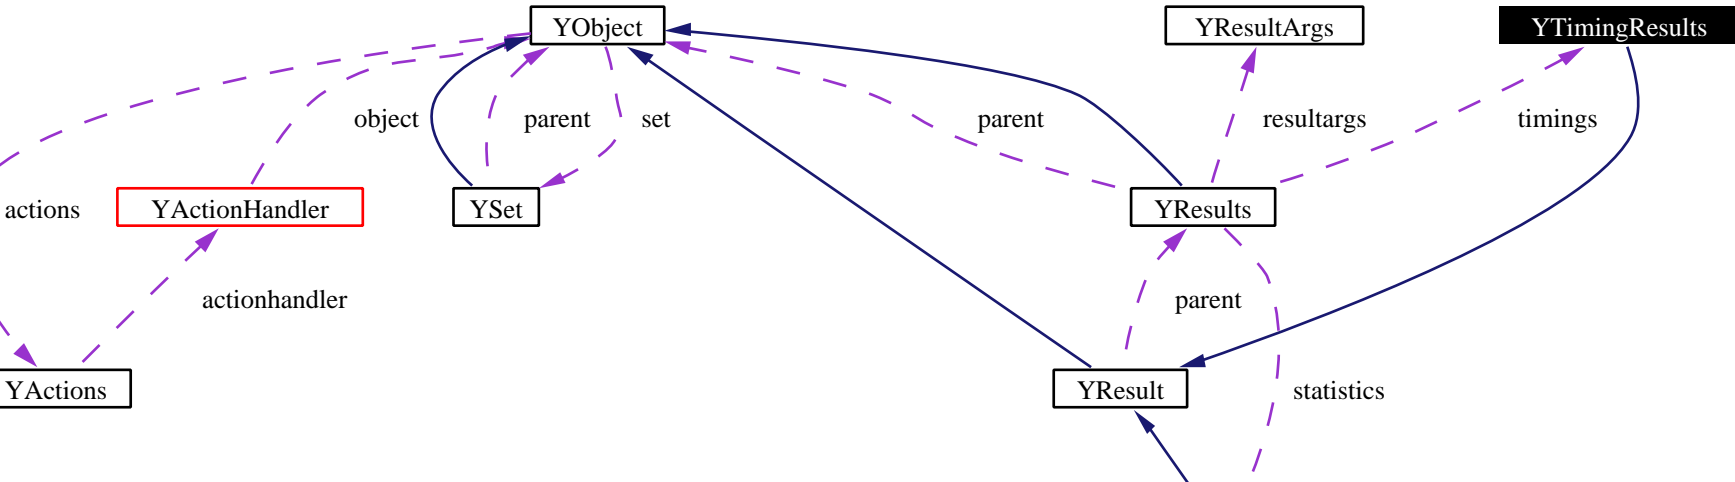 YObject
YResultArgs
YTimingResults
object
parent
set
parent
resultargs
timings
actions
YActionHandler
YSet
YResults
actionhandler
parent
YActions
YResult
statistics